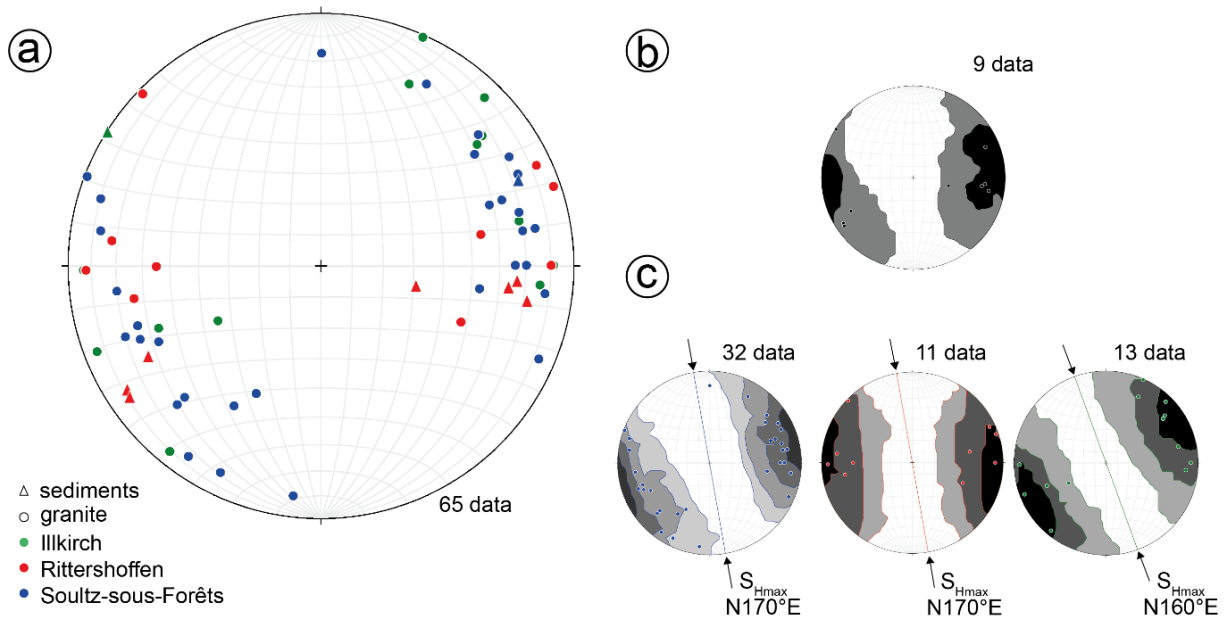 a
65 data
sediments
granite
Illkirch
Rittershoffen
Soultz-sous-Forêts
b
9 data
c
32 data
11 data
13 data
SHmax
N170°E
SHmax
N170°E
SHmax
N160°E